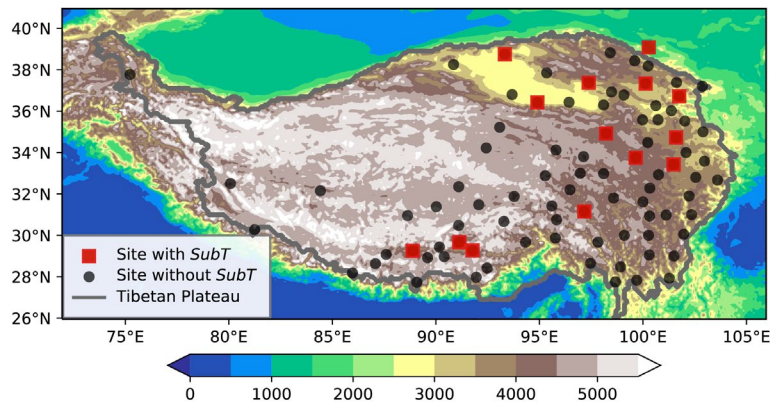 40°N
38°N
36°N
34°N
32°N
30°N
28°N
26°N
Site with SubT
Site without SubT
Tibetan Plateau
75°E 80°E 85°E 90°E 95°E 100°E 105°E
0 1000 2000 3000 4000 5000